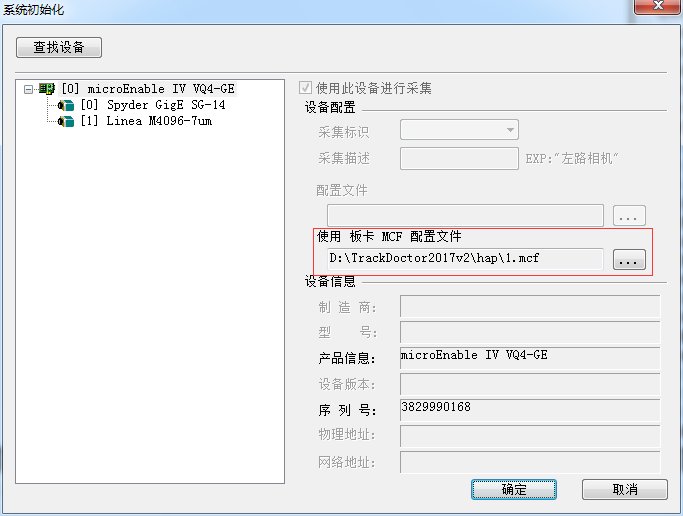 系统初始化
查找设备
[0] microEnable IV VQ4-GE
[0] Spyder GigE SG-14
[1] Linea M4096-7um
使用此设备进行采集
设备配置
采集标识
采集描述 EXP:"左路相机"
配置文件
...
使用 板卡 MCF 配置文件
D:\TrackDoctor2017v2\hap\1.mcf ...
设备信息
制 造 商:
型 号:
产品信息: microEnable IV VQ4-GE
设备版本:
序 列 号: 3829990168
物理地址:
网络地址:
确定 取消